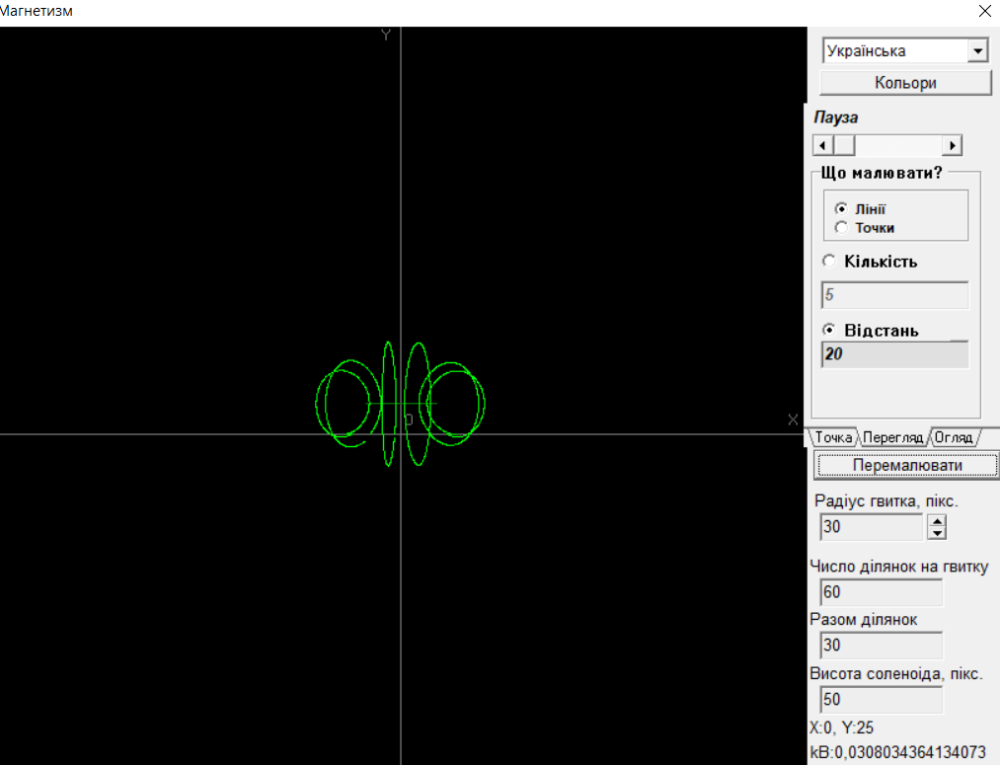 Магнетизм
Y
X
Українська
Кольори
Пауза
Що малювати?
Лінії
Точки
Кількість
5
Відстань
20
Точка Перегляд Огляд
Перемалювати
Радіус гвитка, пікс.
30
Число ділянок на гвитку
60
Разом ділянок
30
Висота соленоїда, пікс.
50
X:0, Y:25
kB:0,0308034364134073